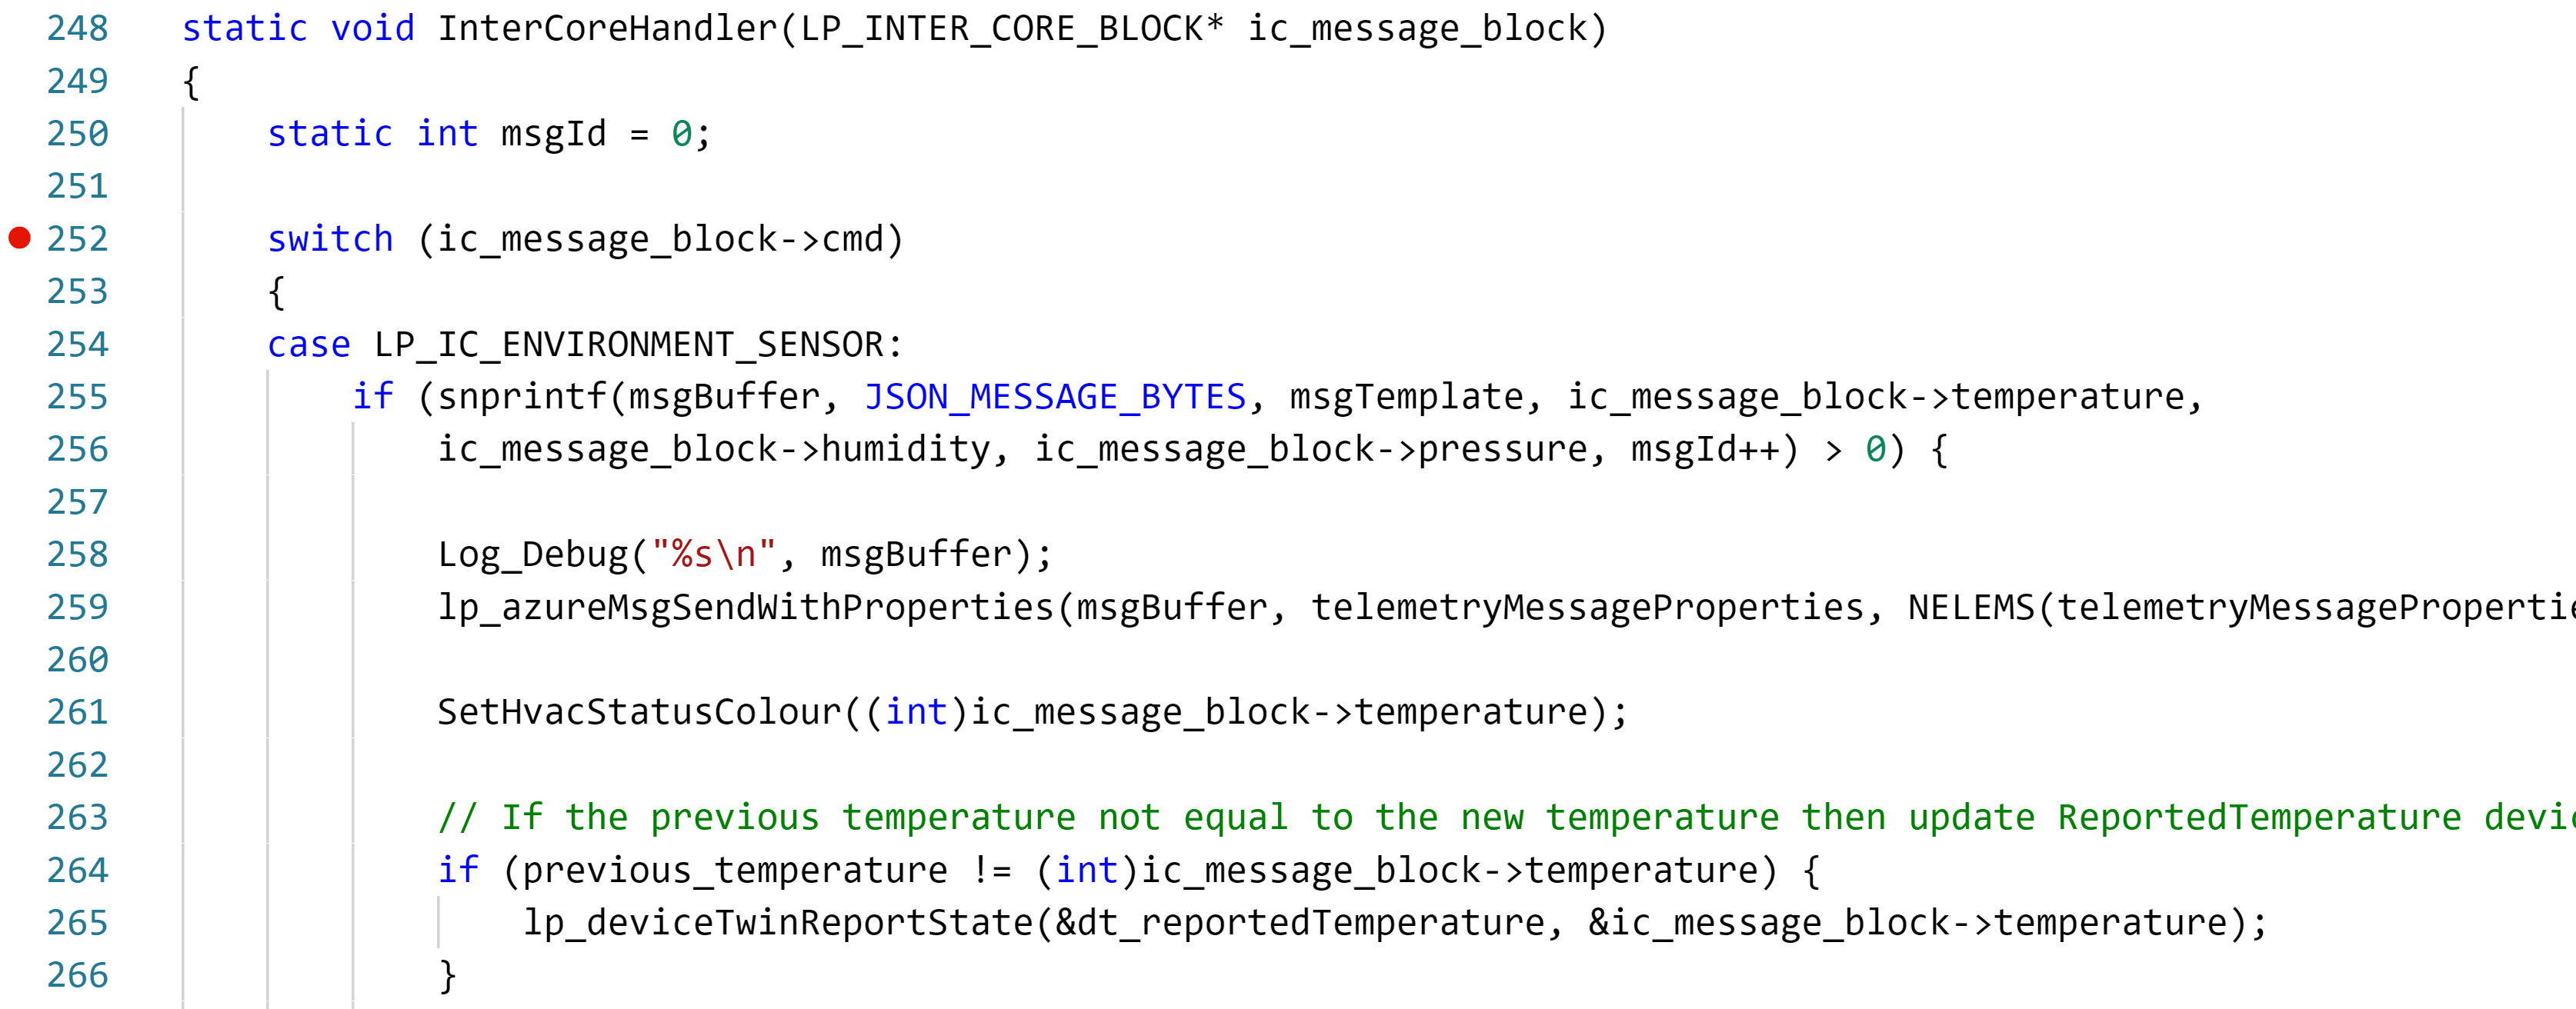 248 static void InterCoreHandler(LP_INTER_CORE_BLOCK* ic_message_block)
249 {
250 static int msgId = 0;
251
252 switch (ic_message_block->cmd)
253 {
254 case LP_IC_ENVIRONMENT_SENSOR:
255 if (snprintf(msgBuffer, JSON_MESSAGE_BYTES, msgTemplate, ic_message_block->temperature,
256 ic_message_block->humidity, ic_message_block->pressure, msgId++) > 0) {
257
258 Log_Debug("%s\n", msgBuffer);
259 lp_azureMsgSendWithProperties(msgBuffer, telemetryMessageProperties, NELEMS(telemetryMessagePropertie
260
261 SetHvacStatusColour((int)ic_message_block->temperature);
262
263 // If the previous temperature not equal to the new temperature then update ReportedTemperature devic
264 if (previous_temperature != (int)ic_message_block->temperature) {
265 lp_deviceTwinReportState(&dt_reportedTemperature, &ic_message_block->temperature);
266 }